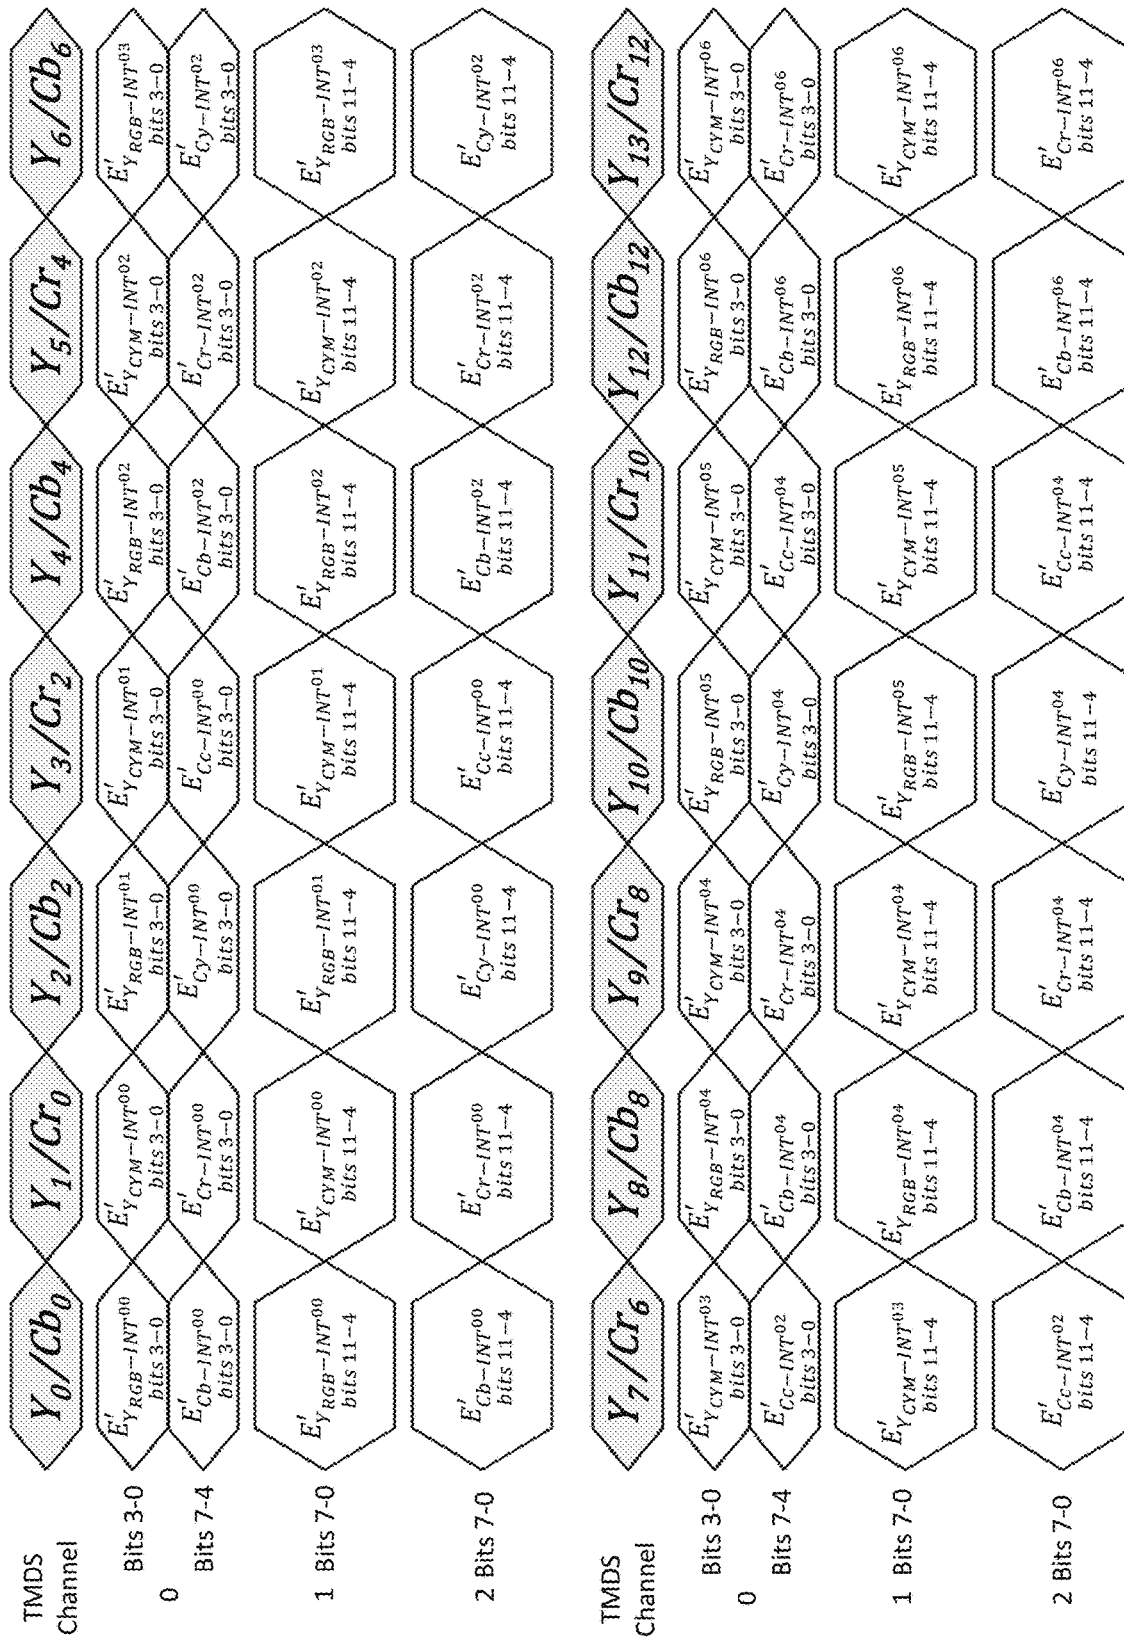 TMDS
Channel
Y0/Cb0
Y1/Cr0
Y2/Cb2
Y3/Cr2
Y4/Cb4
Y5/Cr4
Y6/Cb6
0
Bits 3-0
E′YRGB−INT00
bits 3−0
E′YCYM−INT00
bits 3−0
E′YRGB−INT01
bits 3−0
E′YCYM−INT01
bits 3−0
E′YRGB−INT02
bits 3−0
E′YCYM−INT02
bits 3−0
E′YRGB−INT03
bits 3−0
Bits 7-4
E′Cb−INT00
bits 3−0
E′Cr−INT00
bits 3−0
E′Cy−INT00
bits 3−0
E′Cc−INT00
bits 3−0
E′Cb−INT02
bits 3−0
E′Cr−INT02
bits 3−0
E′Cy−INT02
bits 3−0
1 Bits 7-0
E′YRGB−INT00
bits 11−4
E′YCYM−INT00
bits 11−4
E′YRGB−INT01
bits 11−4
E′YCYM−INT01
bits 11−4
E′YRGB−INT02
bits 11−4
E′YCYM−INT02
bits 11−4
E′YRGB−INT03
bits 11−4
2 Bits 7-0
E′Cb−INT00
bits 11−4
E′Cr−INT00
bits 11−4
E′Cy−INT00
bits 11−4
E′Cc−INT00
bits 11−4
E′Cb−INT02
bits 11−4
E′Cr−INT02
bits 11−4
E′Cy−INT02
bits 11−4
TMDS
Channel
Y7/Cr6
Y8/Cb8
Y9/Cr8
Y10/Cb10
Y11/Cr10
Y12/Cb12
Y13/Cr12
0
Bits 3-0
E′YCYM−INT03
bits 3−0
E′YRGB−INT04
bits 3−0
E′YCYM−INT04
bits 3−0
E′YRGB−INT05
bits 3−0
E′YCYM−INT05
bits 3−0
E′YRGB−INT06
bits 3−0
E′YCYM−INT06
bits 3−0
Bits 7-4
E′Cc−INT02
bits 3−0
E′Cb−INT04
bits 3−0
E′Cr−INT04
bits 3−0
E′Cy−INT04
bits 3−0
E′Cc−INT04
bits 3−0
E′Cb−INT06
bits 3−0
E′Cr−INT06
bits 3−0
1 Bits 7-0
E′YCYM−INT03
bits 11−4
E′YRGB−INT04
bits 11−4
E′YCYM−INT04
bits 11−4
E′YRGB−INT05
bits 11−4
E′YCYM−INT05
bits 11−4
E′YRGB−INT06
bits 11−4
E′YCYM−INT06
bits 11−4
2 Bits 7-0
E′Cc−INT02
bits 11−4
E′Cb−INT04
bits 11−4
E′Cr−INT04
bits 11−4
E′Cy−INT04
bits 11−4
E′Cc−INT04
bits 11−4
E′Cb−INT06
bits 11−4
E′Cr−INT06
bits 11−4